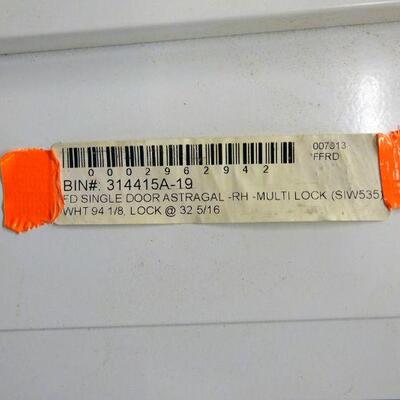 007313
FFRD
0002962942
BIN#: 314415A-19
FD SINGLE DOOR ASTRAGAL -RH -MULTI LOCK (SIW535)
WHT 94 1/8, LOCK @ 32 5/16